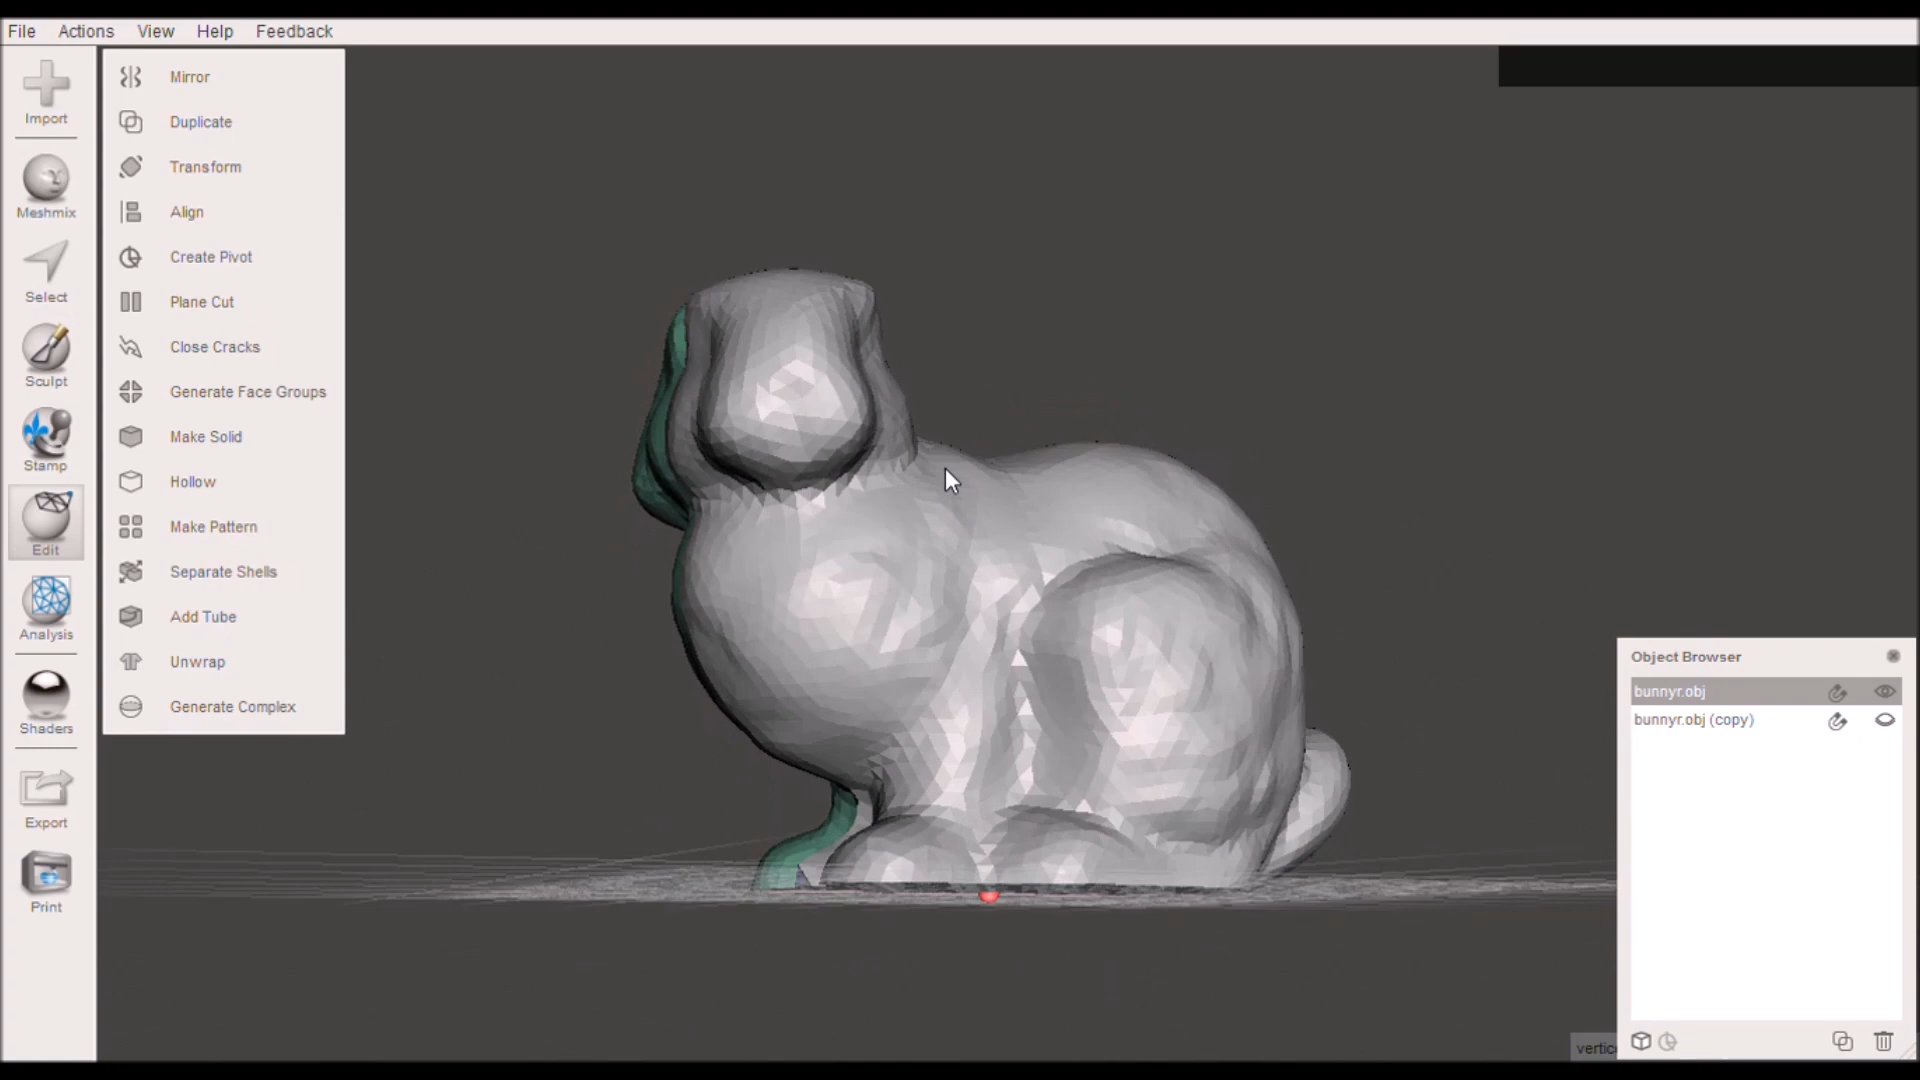 File Actions View Help Feedback
Import
Meshmix
Select
Sculpt
Stamp
Edit
Analysis
Shaders
Export
Print
Mirror
Duplicate
Transform
Align
Create Pivot
Plane Cut
Close Cracks
Generate Face Groups
Make Solid
Hollow
Make Pattern
Separate Shells
Add Tube
Unwrap
Generate Complex
Object Browser
bunnyr.obj
bunnyr.obj (copy)